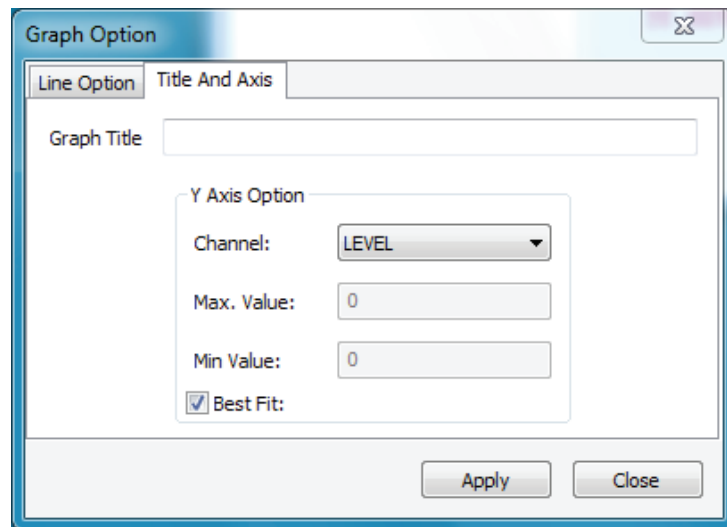 Graph Option
Line Option Title And Axis
Graph Title
Y Axis Option
Channel: LEVEL
Max. Value: 0
Min Value: 0
Best Fit:
Apply Close